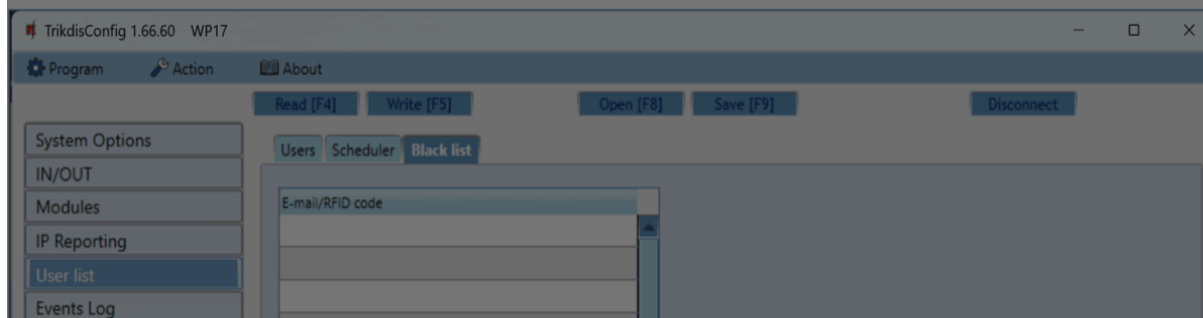 TrikdisConfig 1.66.60 WP17
Program Action About
Read [F4] Write [F5] Open [F8] Save [F9] Disconnect
System Options
Users Scheduler Black list
IN/OUT
Modules
E-mail/RFID code
IP Reporting
User list
Events Log